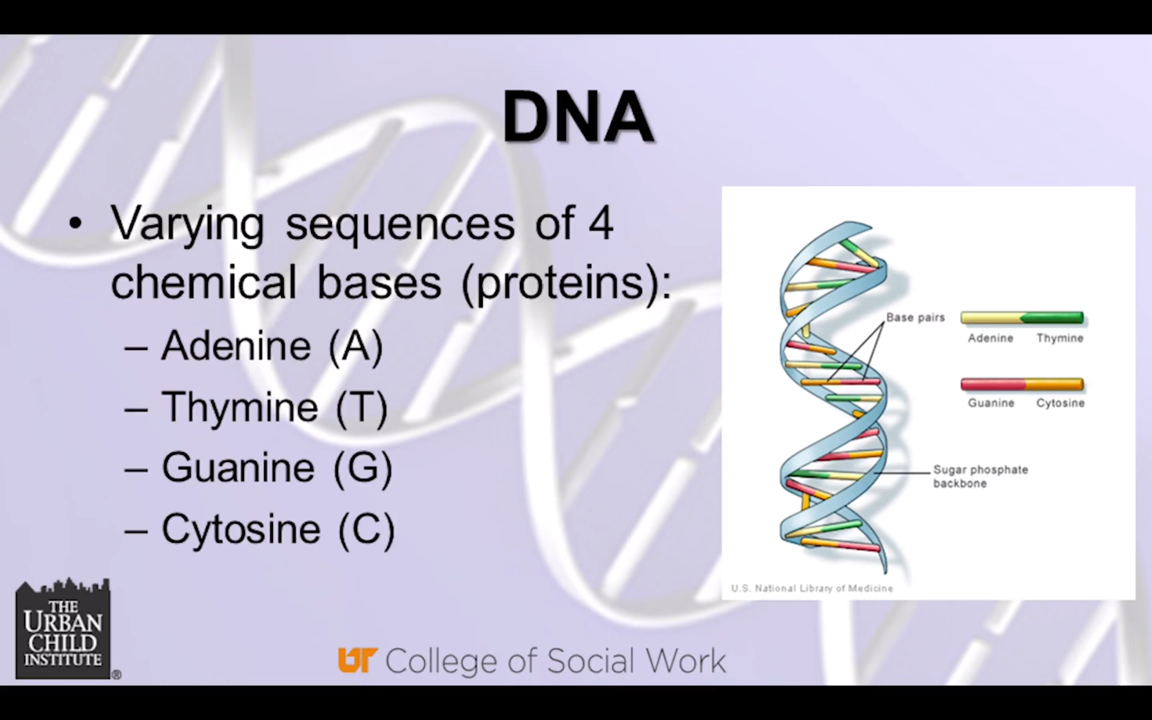 DNA
• Varying sequences of 4
chemical bases (proteins):
– Adenine (A)
– Thymine (T)
– Guanine (G)
– Cytosine (C)
Base pairs
Adenine Thymine
Guanine Cytosine
Sugar phosphate
backbone
U.S. National Library of Medicine
THE
URBAN
CHILD
INSTITUTE
®
UT College of Social Work